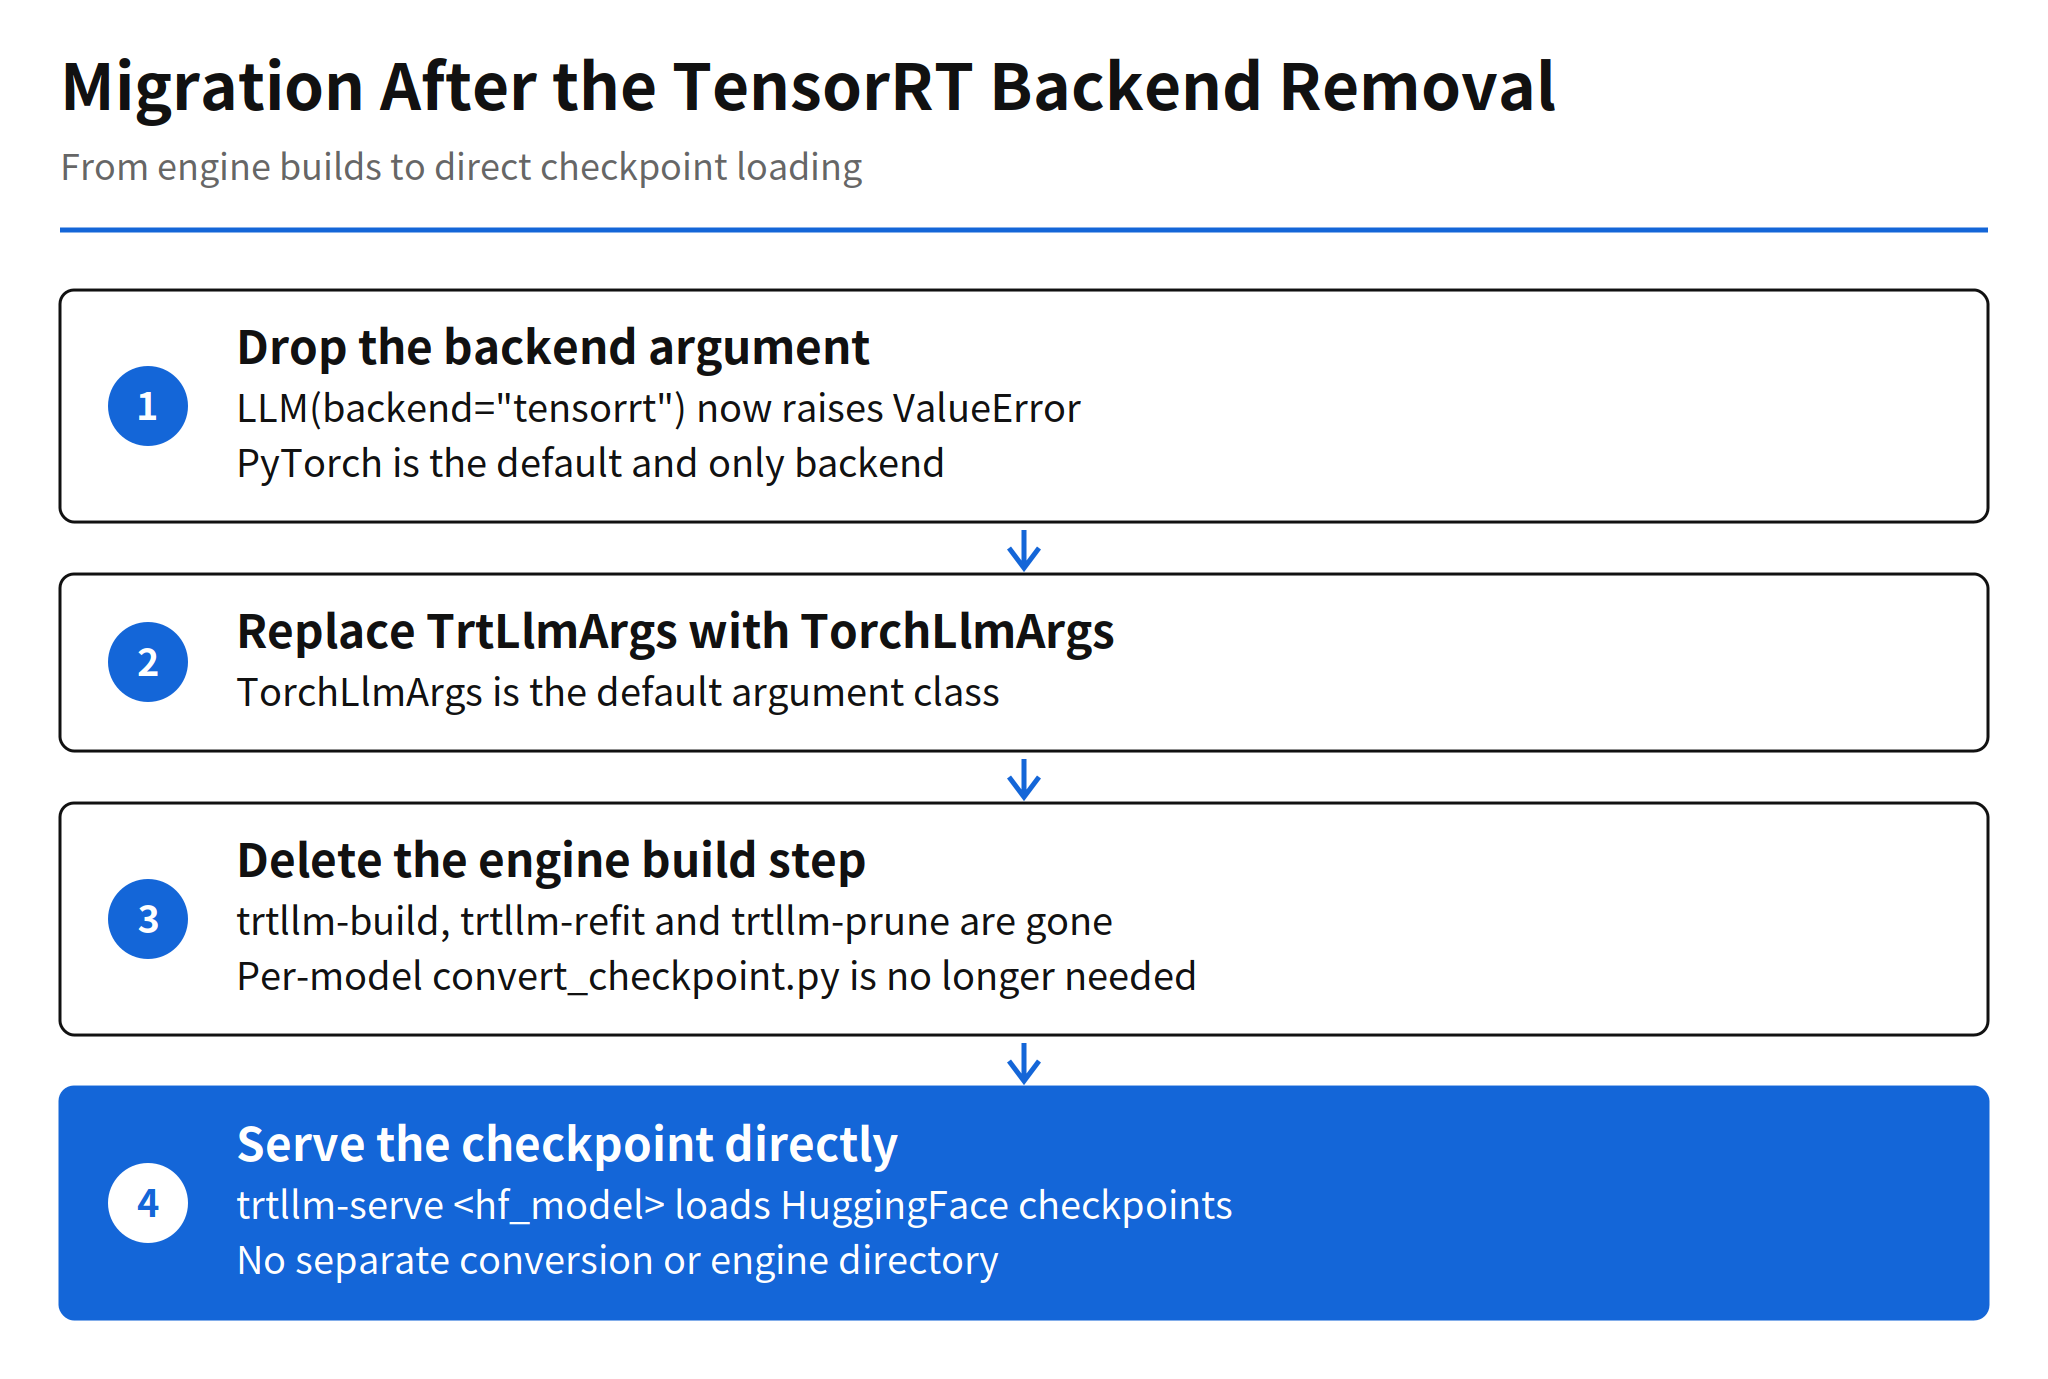 Migration After the TensorRT Backend Removal
From engine builds to direct checkpoint loading
1
Drop the backend argument
LLM(backend="tensorrt") now raises ValueError
PyTorch is the default and only backend
2
Replace TrtLlmArgs with TorchLlmArgs
TorchLlmArgs is the default argument class
3
Delete the engine build step
trtllm-build, trtllm-refit and trtllm-prune are gone
Per-model convert_checkpoint.py is no longer needed
4
Serve the checkpoint directly
trtllm-serve <hf_model> loads HuggingFace checkpoints
No separate conversion or engine directory